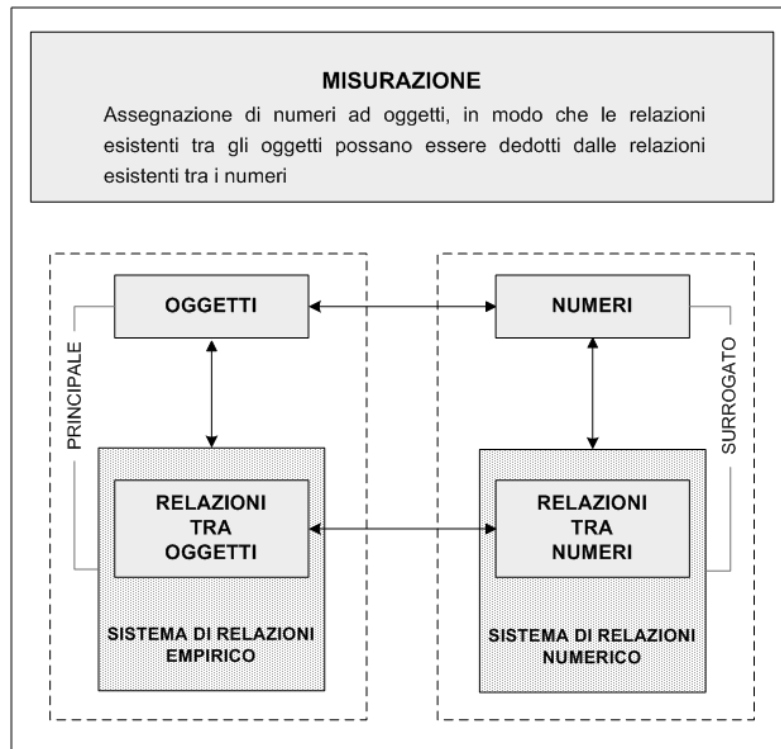 MISURAZIONE
Assegnazione di numeri ad oggetti, in modo che le relazioni
esistenti tra gli oggetti possano essere dedotti dalle relazioni
esistenti tra i numeri
OGGETTI
NUMERI
PRINCIPALE
SURROGATO
RELAZIONI
TRA
OGGETTI
RELAZIONI
TRA
NUMERI
SISTEMA DI RELAZIONI
EMPIRICO
SISTEMA DI RELAZIONI
NUMERICO